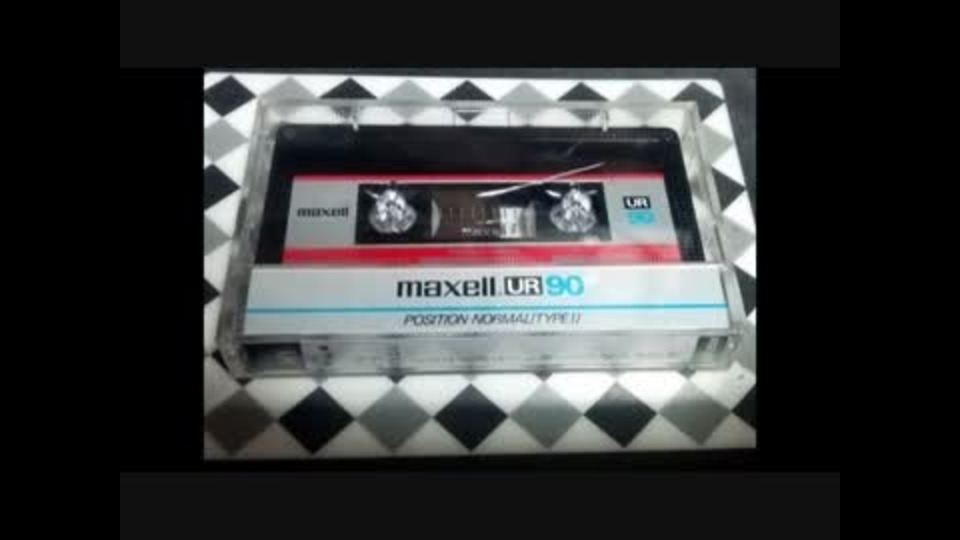 maxell
UR
90
maxell UR 90
POSITION·NORMAL(TYPE I)